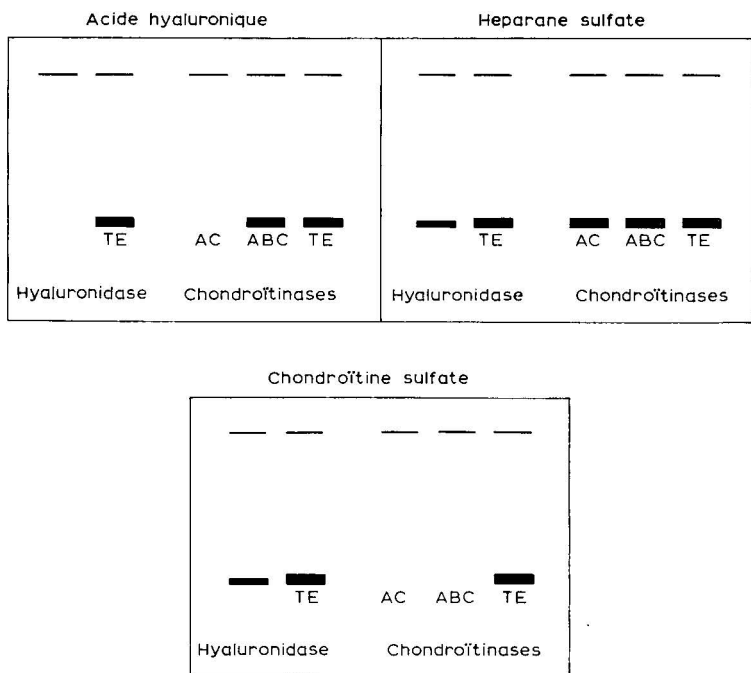 Acide hyaluronique
TE AC ABC TE
Hyaluronidase Chondroïtinases
Heparane sulfate
TE AC ABC TE
Hyaluronidase Chondroïtinases
Chondroïtine sulfate
TE AC ABC TE
Hyaluronidase Chondroïtinases